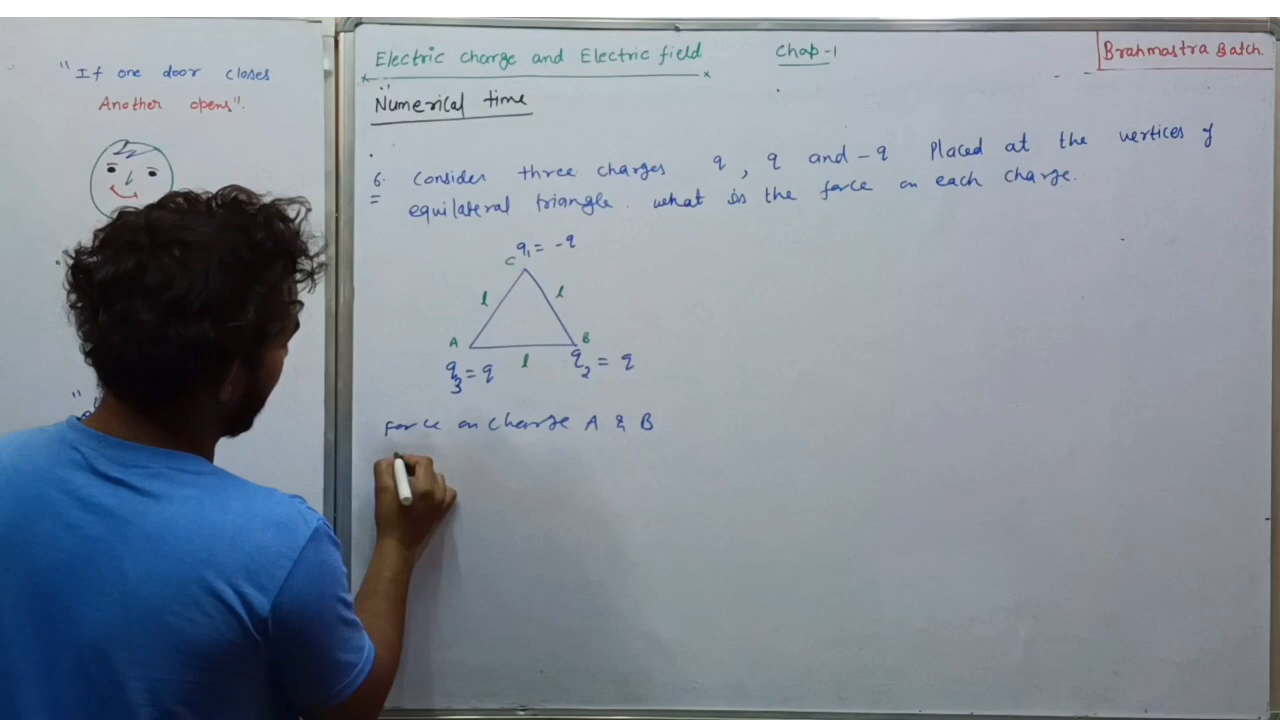 "If one door closes
Another opens".
Electric charge and Electric field
Chap-1
Brahmastra Batch
Numerical time
6. Consider three charges q, q and -q Placed at the vertices of
equilateral triangle. what is the force on each charge.
q1 = -q
C
l l
A B
l
q3 = q q2 = q
Force on charge A & B